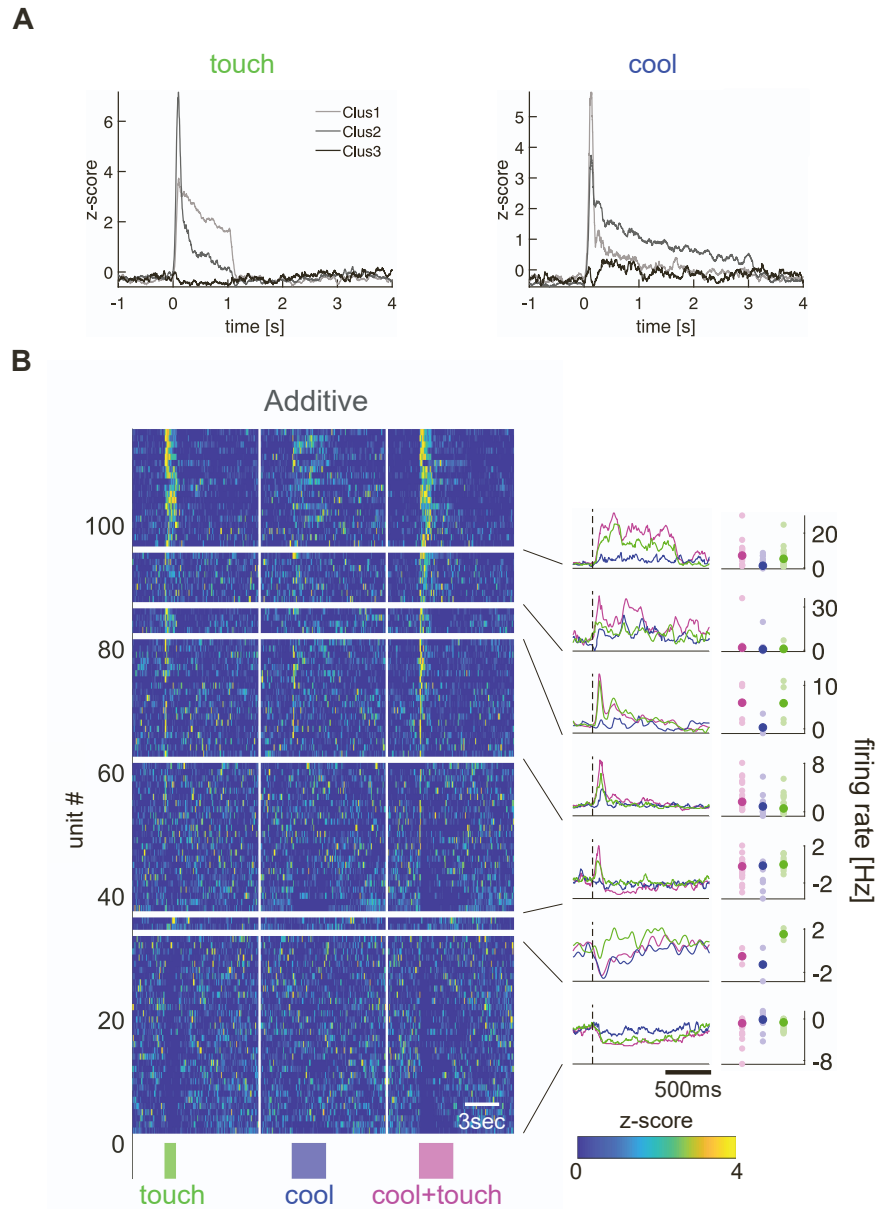 A
touch
cool
Clus1
Clus2
Clus3
z-score
6
4
2
0
-1
0
1
2
3
4
time [s]
z-score
5
4
3
2
1
0
-1
0
1
2
3
4
time [s]
B
Additive
unit #
100
80
60
40
20
0
3sec
touch
cool
cool+touch
20
0
30
0
10
0
8
0
2
-2
2
-2
0
-8
firing rate [Hz]
500ms
z-score
0
4